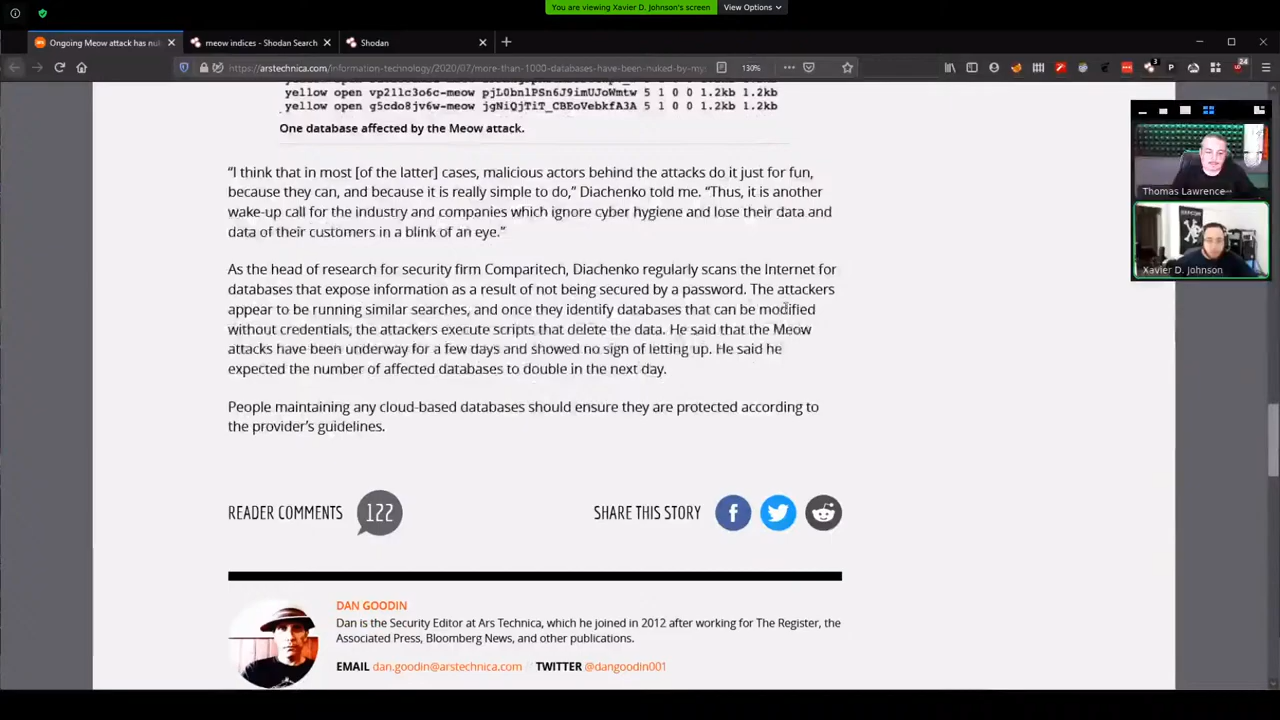 You are viewing Xavier D. Johnson's screen
View Options
Ongoing Meow attack has nu
meow indices - Shodan Search
Shodan
https://arstechnica.com/information-technology/2020/07/more-than-1000-databases-have-been-nuked-by-my
130%
3
24
yellow open vp2llc3o6c-meow
1.2kb 1.2kb
yellow open g5cdo8jv6w-meow jgNiQjTiT_CBEoVebkfA3A 5 1 0 0 1.2kb 1.2kb
One database affected by the Meow attack.
“I think that in most [of the latter] cases, malicious actors behind the attacks do it just for fun,
because they can, and because it is really simple to do,” Diachenko told me. “Thus, it is another
wake-up call for the industry and companies which ignore cyber hygiene and lose their data and
data of their customers in a blink of an eye.”
As the head of research for security firm Comparitech, Diachenko regularly scans the Internet for
databases that expose information as a result of not being secured by a password. The attackers
appear to be running similar searches, and once they identify databases that can be modified
without credentials, the attackers execute scripts that delete the data. He said that the Meow
attacks have been underway for a few days and showed no sign of letting up. He said he
expected the number of affected databases to double in the next day.
People maintaining any cloud-based databases should ensure they are protected according to
the provider’s guidelines.
READER COMMENTS 122
SHARE THIS STORY
DAN GOODIN
Dan is the Security Editor at Ars Technica, which he joined in 2012 after working for The Register, the
Associated Press, Bloomberg News, and other publications.
EMAIL dan.goodin@arstechnica.com // TWITTER @dangoodin001
Thomas Lawrence
Xavier D. Johnson